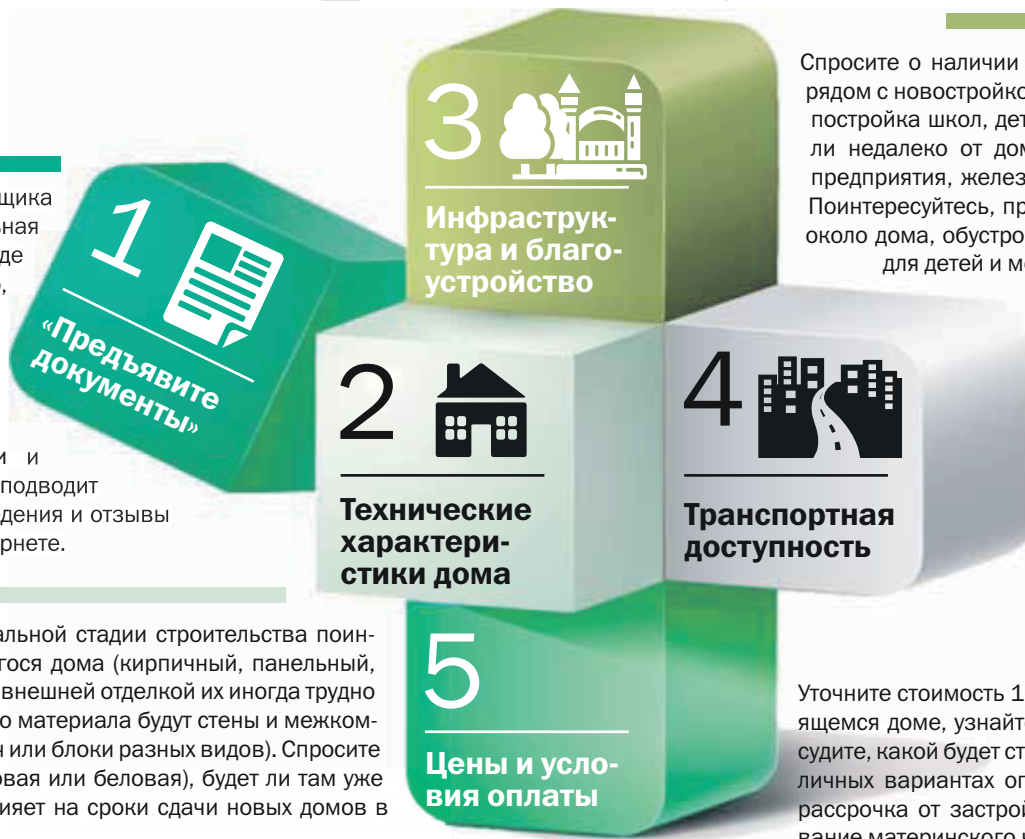 щика
ная
де
1
«Предъявите
документы»
и и
подводит
дения и отзывы
рнете.
3
Инфраструк-
тура и благо-
устройство
Спросите о наличии
рядом с новостройко
постройка школ, дет
ли недалеко от дом
предприятия, желез
Поинтересуйтесь, пр
около дома, обустро
для детей и м
2
Технические
характери-
стики дома
4
Транспортная
доступность
альной стадии строительства поин-
гося дома (кирпичный, панельный,
внешней отделкой их иногда трудно
о материала будут стены и межком-
или блоки разных видов). Спросите
овая или беловая), будет ли там уже
лияет на сроки сдачи новых домов в
5
Цены и усло-
вия оплаты
Уточните стоимость 1
ящемся доме, узнайт
судите, какой будет ст
личных вариантах оп
рассрочка от застрой
вание материнского к